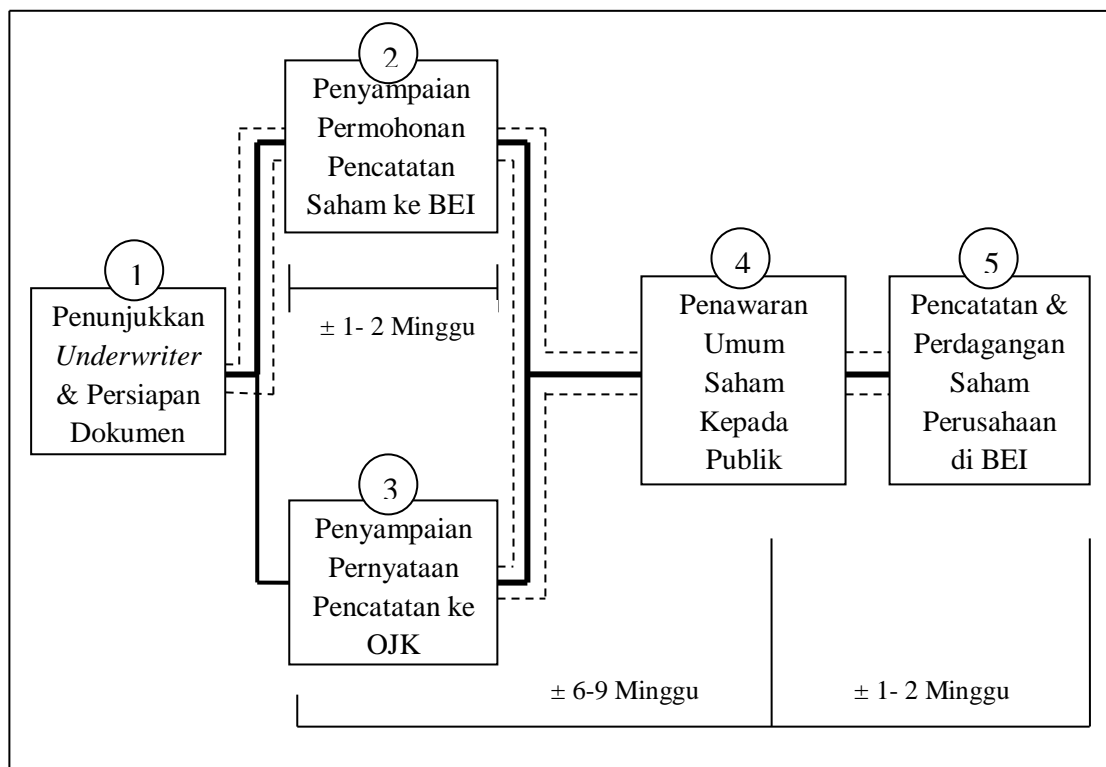 1
Penunjukkan
Underwriter
& Persiapan
Dokumen
2
Penyampaian
Permohonan
Pencatatan
Saham ke BEI
± 1- 2 Minggu
3
Penyampaian
Pernyataan
Pencatatan ke
OJK
4
Penawaran
Umum
Saham
Kepada
Publik
5
Pencatatan &
Perdagangan
Saham
Perusahaan
di BEI
± 6-9 Minggu
± 1- 2 Minggu